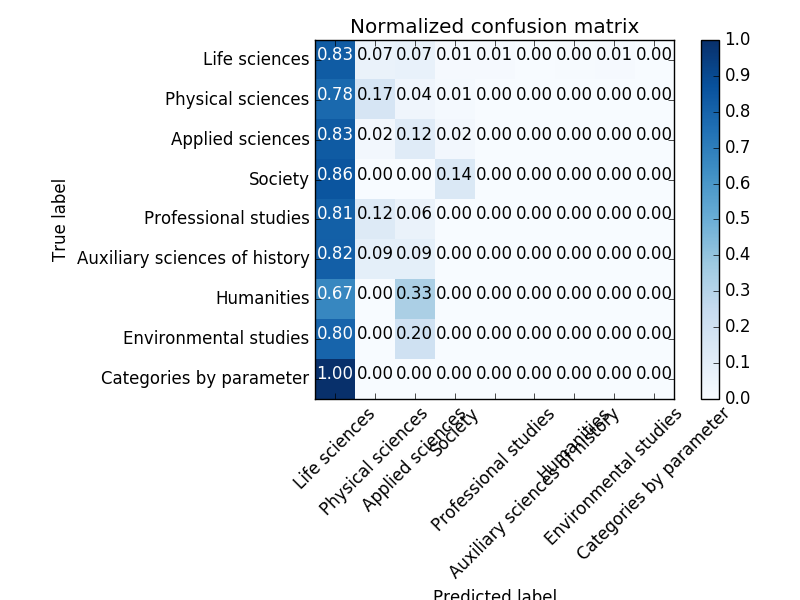 Normalized confusion matrix
Life sciences 0.83 0.07 0.07 0.01 0.01 0.00 0.00 0.01 0.00
Physical sciences 0.78 0.17 0.04 0.01 0.00 0.00 0.00 0.00 0.00
Applied sciences 0.83 0.02 0.12 0.02 0.00 0.00 0.00 0.00 0.00
Society 0.86 0.00 0.00 0.14 0.00 0.00 0.00 0.00 0.00
Professional studies 0.81 0.12 0.06 0.00 0.00 0.00 0.00 0.00 0.00
Auxiliary sciences of history 0.82 0.09 0.09 0.00 0.00 0.00 0.00 0.00 0.00
Humanities 0.67 0.00 0.33 0.00 0.00 0.00 0.00 0.00 0.00
Environmental studies 0.80 0.00 0.20 0.00 0.00 0.00 0.00 0.00 0.00
Categories by parameter 1.00 0.00 0.00 0.00 0.00 0.00 0.00 0.00 0.00
True label
Life sciences
Physical sciences
Applied sciences
Society
Professional studies
Auxiliary sciences of history
Humanities
Environmental studies
Categories by parameter
Predicted label
1.0
0.9
0.8
0.7
0.6
0.5
0.4
0.3
0.2
0.1
0.0